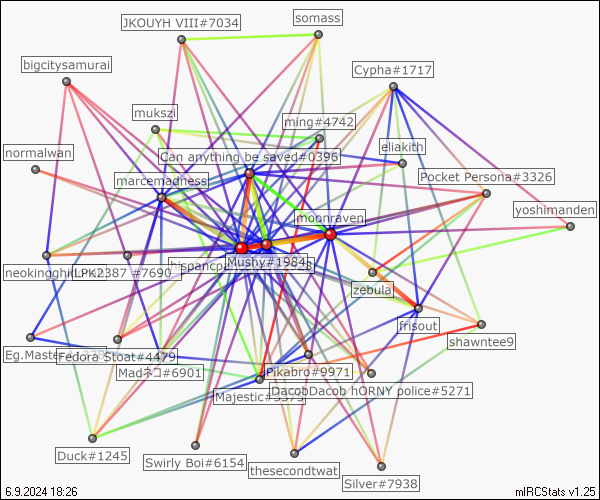 JKOUYH VIII#7034
somass
bigcitysamurai
Cypha#1717
mukszi
ming#4742
normalwan
Can anything be saved#0396
eliakith
marcemadness
Pocket Persona#3326
moonraven
yoshimanden
neokingghi
#7690
hispancp
Mushy#1984
zebula
frisout
shawntee9
Eg.Maste
Fedora Stoat#4479
Madネコ#6901
Pikabro#9971
Majestic#
DacobDacob hORNY police#5271
Duck#1245
Swirly Boi#6154
thesecondtwat
Silver#7938
6.9.2024 18:26
mIRCStats v1.25